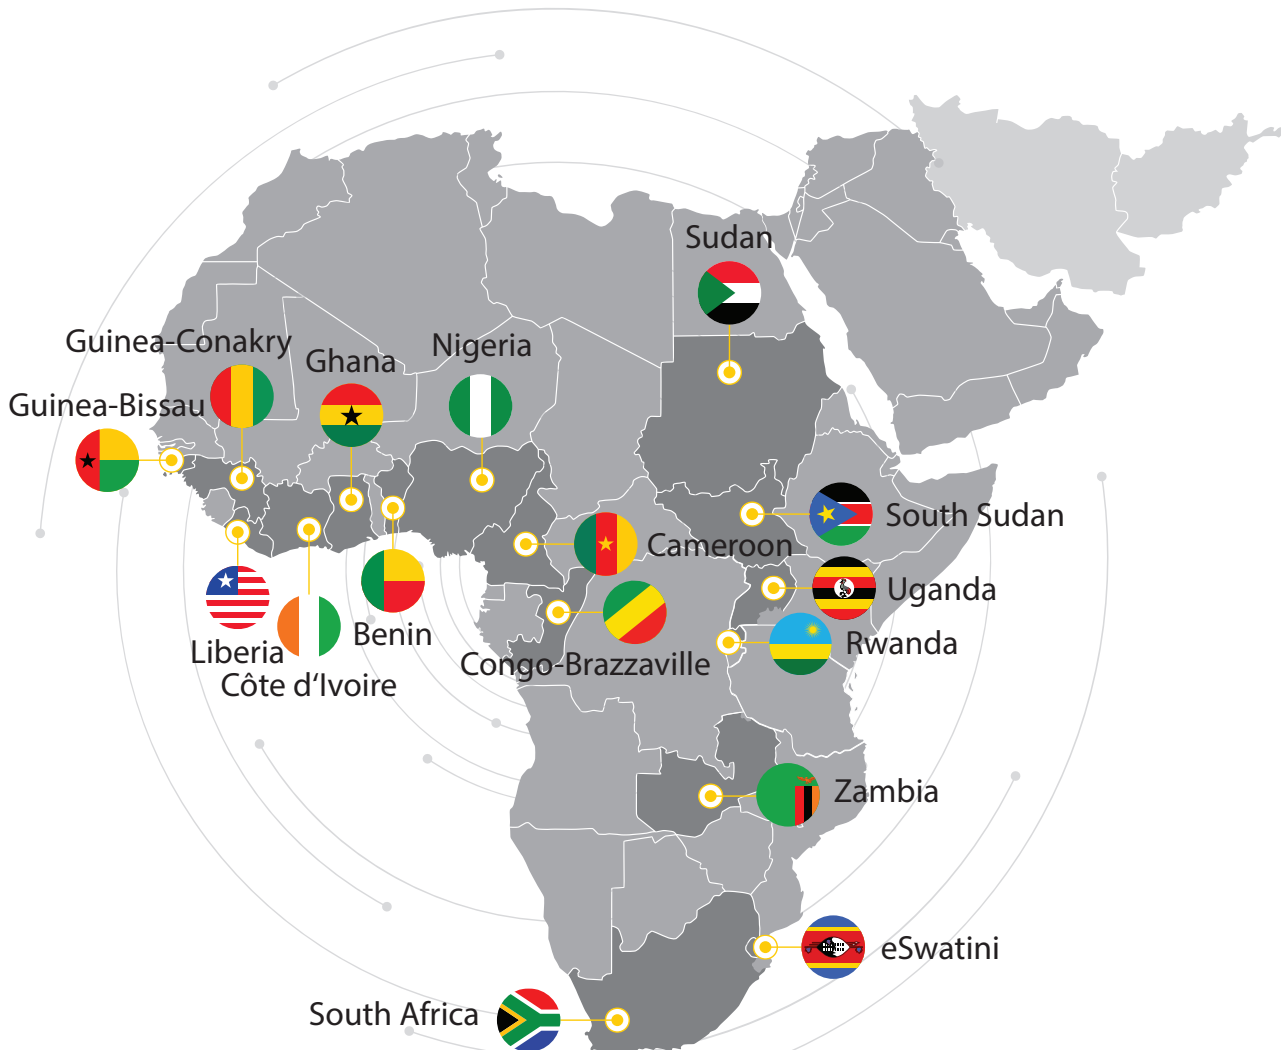 Sudan
Guinea-Conakry
Ghana
Nigeria
Guinea-Bissau
South Sudan
Cameroon
Uganda
Benin
Rwanda
Liberia
Congo-Brazzaville
Côte d‘Ivoire
Zambia
eSwatini
South Africa